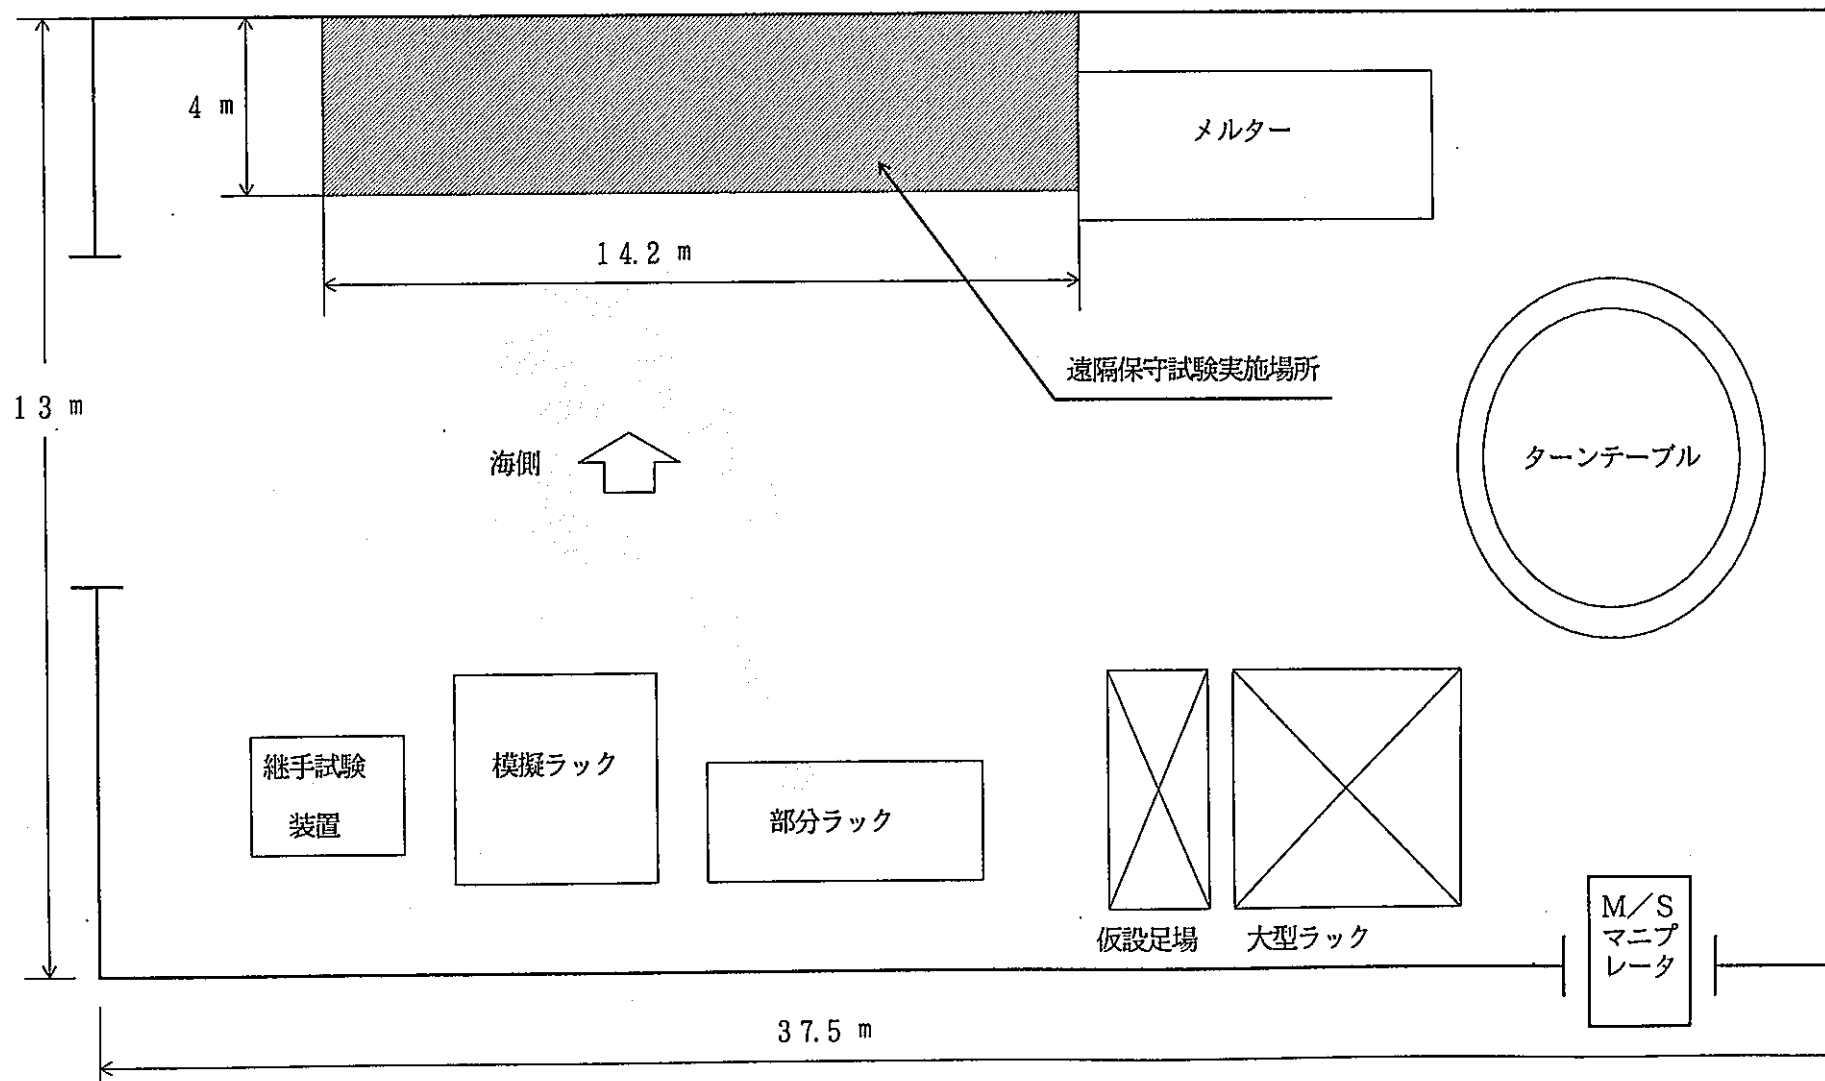 4 m
メルター
14.2 m
遠隔保守試験実施場所
13 m
海側
ターンテーブル
継手試験
装置
模擬ラック
部分ラック
仮設足場
大型ラック
M／S
マニプ
レータ
37.5 m